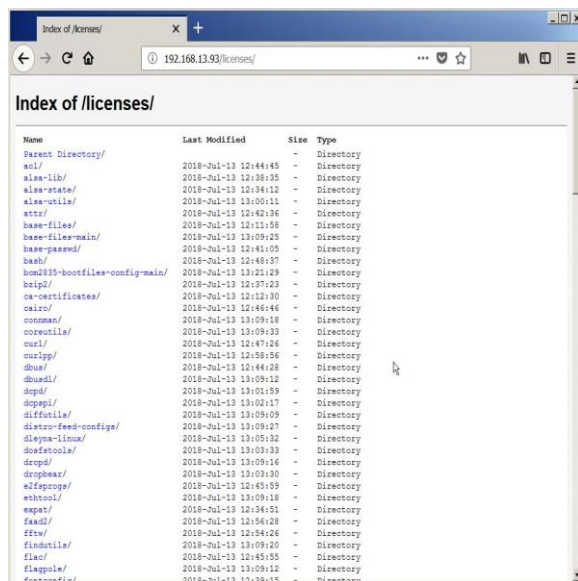 Index of /licenses/
192.168.13.93/licenses/
Index of /licenses/
Name Last Modified Size Type
Parent Directory/ - Directory
acl/ 2018-Jul-13 12:44:45 - Directory
alsa-lib/ 2018-Jul-13 12:38:35 - Directory
alsa-state/ 2018-Jul-13 12:34:12 - Directory
alsa-utils/ 2018-Jul-13 13:00:11 - Directory
attr/ 2018-Jul-13 12:42:36 - Directory
base-files/ 2018-Jul-13 12:11:58 - Directory
base-files-main/ 2018-Jul-13 13:09:25 - Directory
base-passwd/ 2018-Jul-13 12:41:05 - Directory
bash/ 2018-Jul-13 12:48:37 - Directory
bcm2835-bootfiles-config-main/ 2018-Jul-13 13:21:29 - Directory
bzip2/ 2018-Jul-13 12:37:23 - Directory
ca-certificates/ 2018-Jul-13 12:12:30 - Directory
cairo/ 2018-Jul-13 12:46:46 - Directory
connman/ 2018-Jul-13 13:09:18 - Directory
coreutils/ 2018-Jul-13 13:09:33 - Directory
curl/ 2018-Jul-13 12:47:26 - Directory
curlpp/ 2018-Jul-13 12:58:56 - Directory
dbus/ 2018-Jul-13 12:44:28 - Directory
dbusdl/ 2018-Jul-13 13:09:12 - Directory
dcpd/ 2018-Jul-13 13:01:59 - Directory
dcpspi/ 2018-Jul-13 13:02:17 - Directory
diffutils/ 2018-Jul-13 13:09:09 - Directory
distro-feed-configs/ 2018-Jul-13 13:09:27 - Directory
dleyna-linux/ 2018-Jul-13 13:05:32 - Directory
dosfstools/ 2018-Jul-13 13:03:33 - Directory
drcpd/ 2018-Jul-13 13:09:16 - Directory
dropbear/ 2018-Jul-13 13:03:30 - Directory
e2fsprogs/ 2018-Jul-13 12:45:59 - Directory
ethtool/ 2018-Jul-13 13:09:18 - Directory
expat/ 2018-Jul-13 12:34:51 - Directory
faad2/ 2018-Jul-13 12:56:28 - Directory
fftw/ 2018-Jul-13 12:54:26 - Directory
findutils/ 2018-Jul-13 13:09:20 - Directory
flac/ 2018-Jul-13 12:45:55 - Directory
flagpole/ 2018-Jul-13 13:09:12 - Directory
fontconfig/ 2018-Jul-13 12:39:15 - Directory